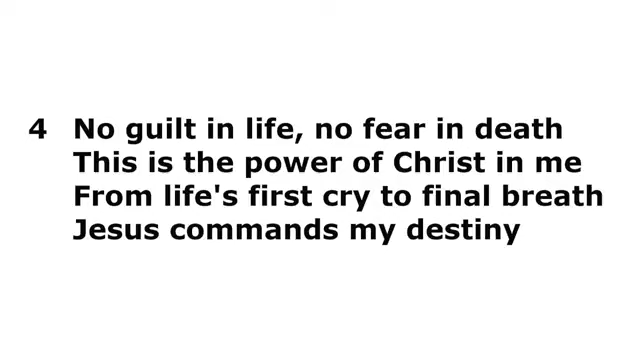 4 No guilt in life, no fear in death
This is the power of Christ in me
From life's first cry to final breath
Jesus commands my destiny